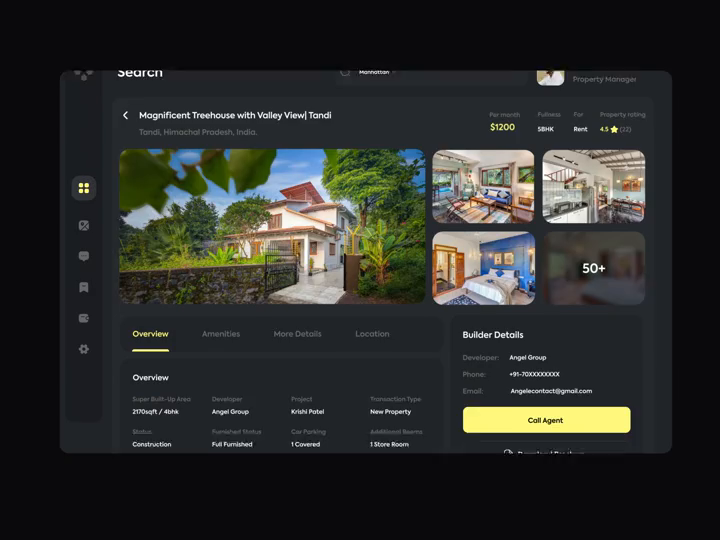 Search
Manhattan
Property Manager
Magnificent Treehouse with Valley View| Tandi
Tandi, Himachal Pradesh, India.
Per month
$1200
Fullness
5BHK
For
Rent
Property rating
4.5 (22)
50+
Overview
Amenities
More Details
Location
Overview
Super Built-Up Area
2170sqft / 4bhk
Developer
Angel Group
Project
Krishi Patel
Transaction Type
New Property
Status
Construction
Furnished Status
Full Furnished
Car Parking
1 Covered
Additional Rooms
1 Store Room
Builder Details
Developer: Angel Group
Phone: +91-70XXXXXXXX
Email: Angelecontact@gmail.com
Call Agent
Download Brochure